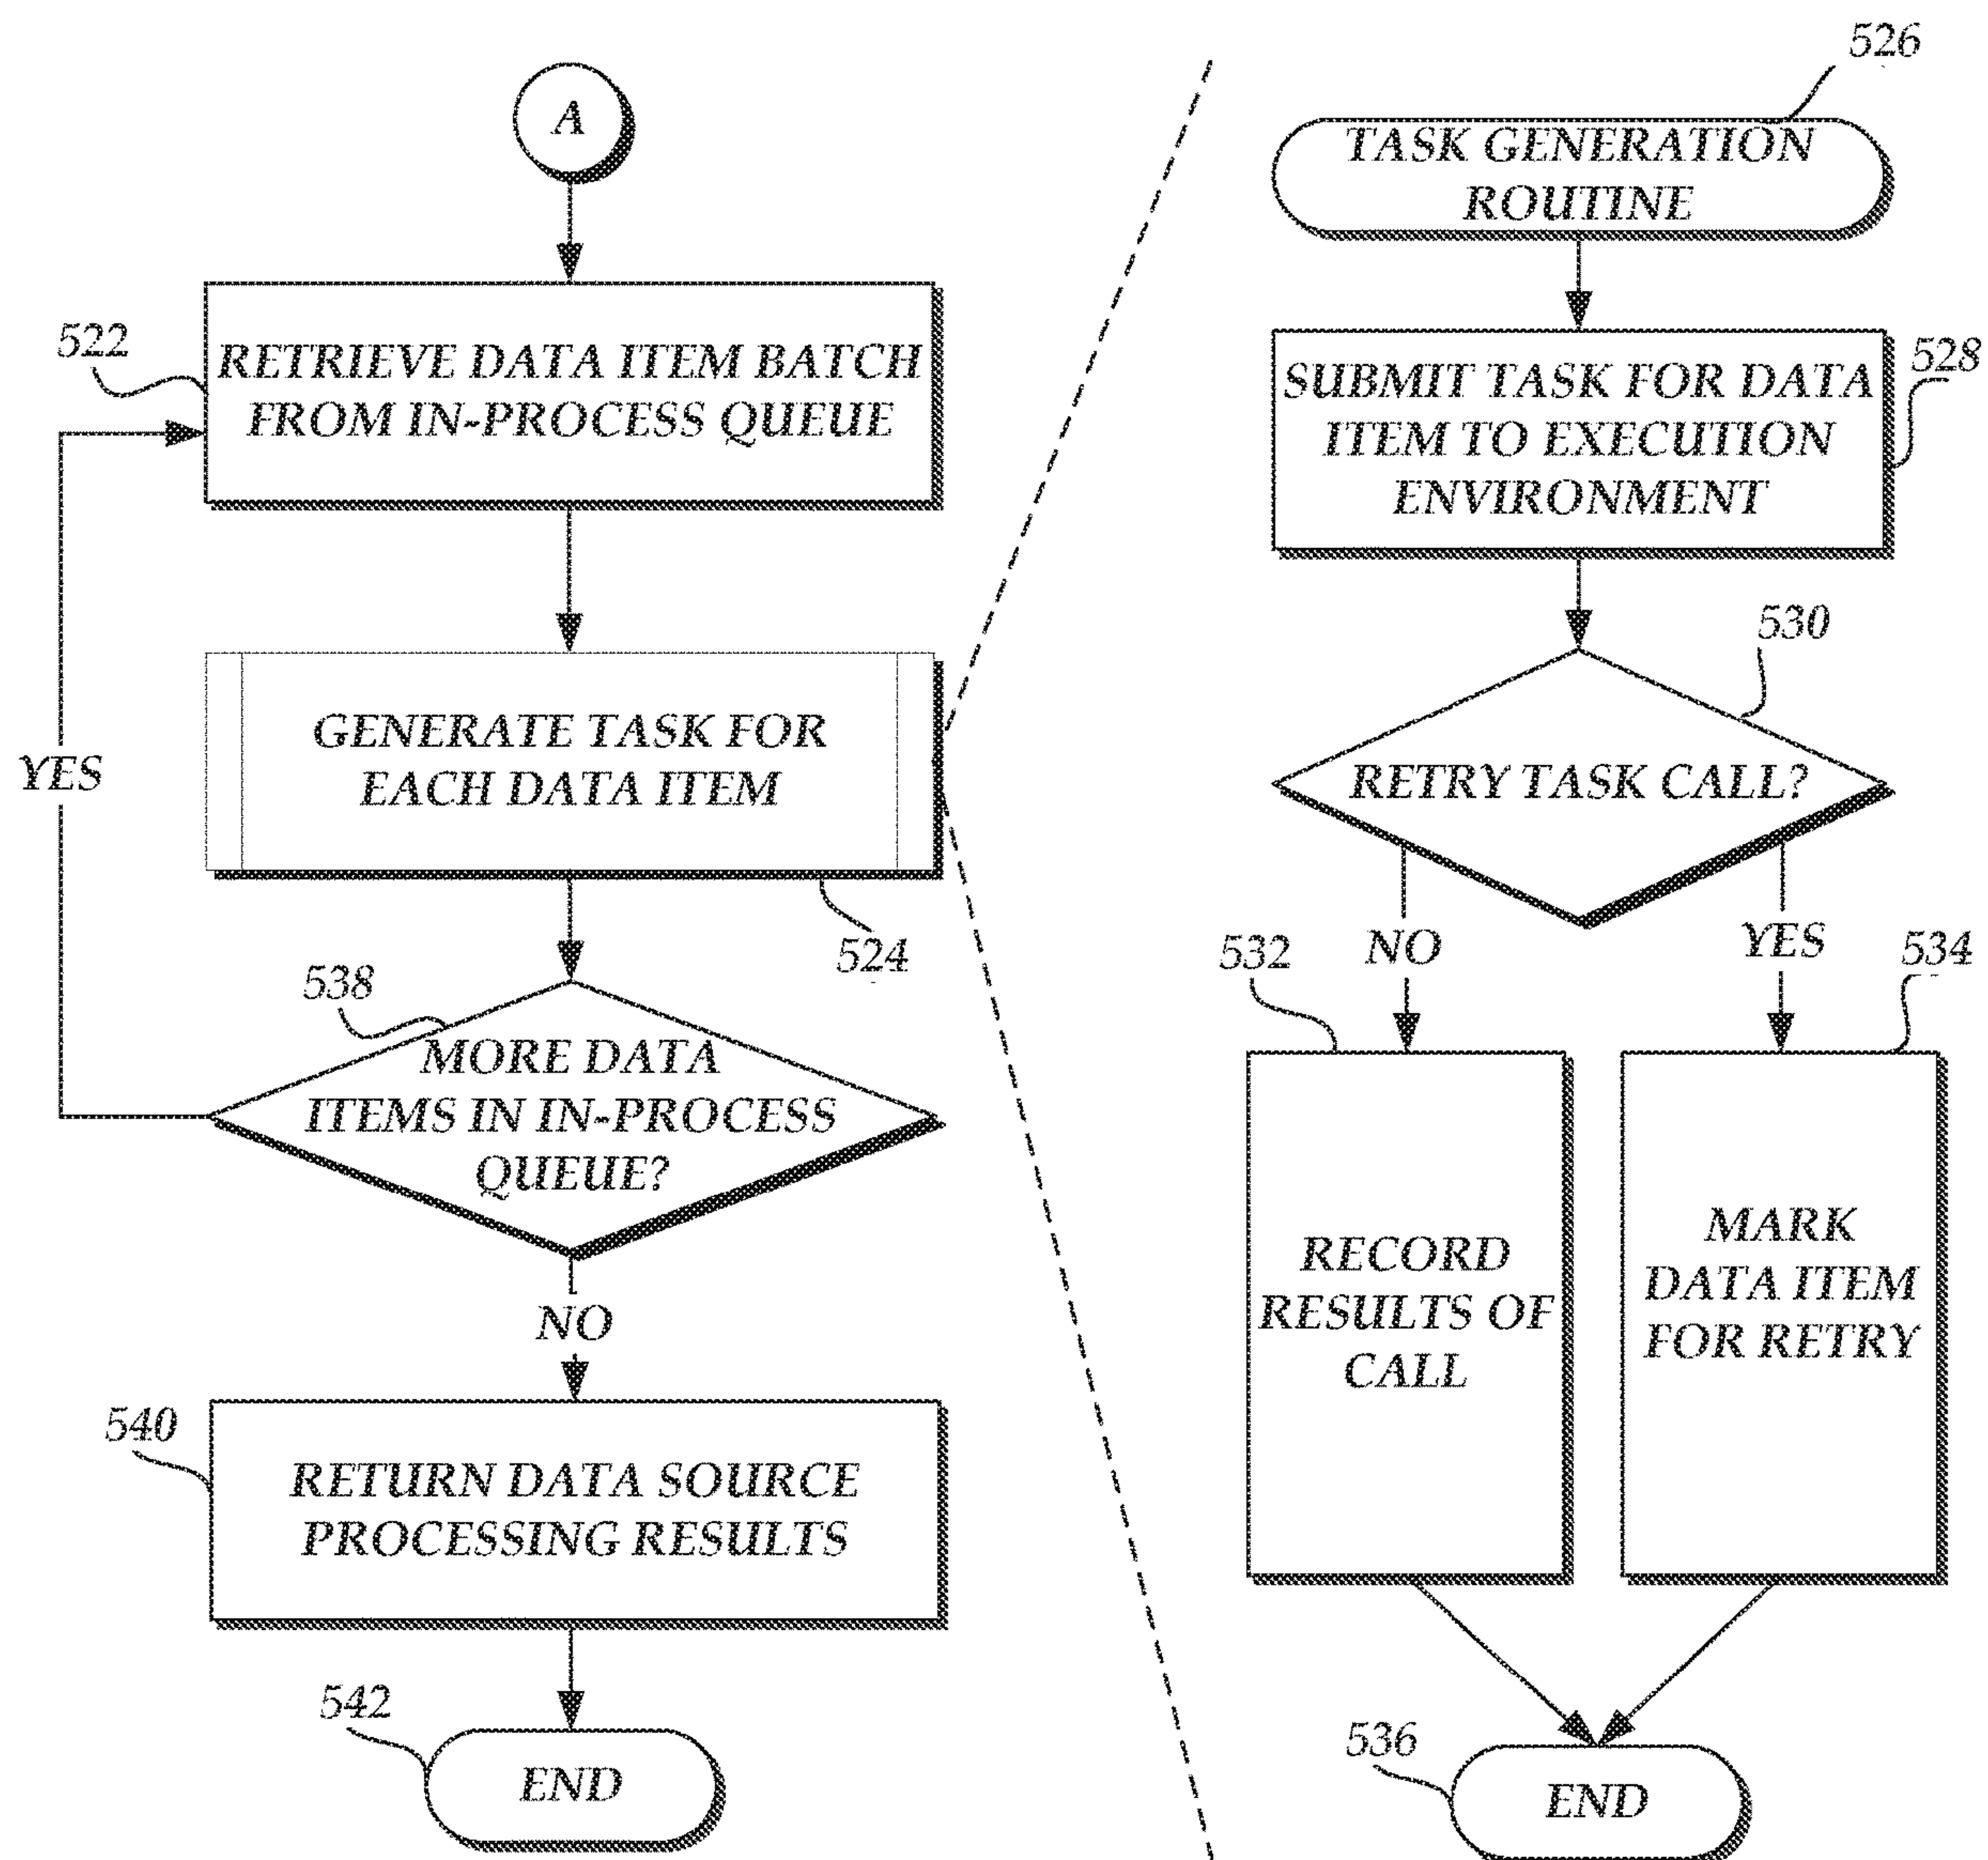 A
522
RETRIEVE DATA ITEM BATCH
FROM IN-PROCESS QUEUE
YES
GENERATE TASK FOR
EACH DATA ITEM
524
538
MORE DATA
ITEMS IN IN-PROCESS
QUEUE?
NO
540
RETURN DATA SOURCE
PROCESSING RESULTS
542
END
526
TASK GENERATION
ROUTINE
528
SUBMIT TASK FOR DATA
ITEM TO EXECUTION
ENVIRONMENT
530
RETRY TASK CALL?
532
NO
YES
534
RECORD
RESULTS OF
CALL
MARK
DATA ITEM
FOR RETRY
536
END